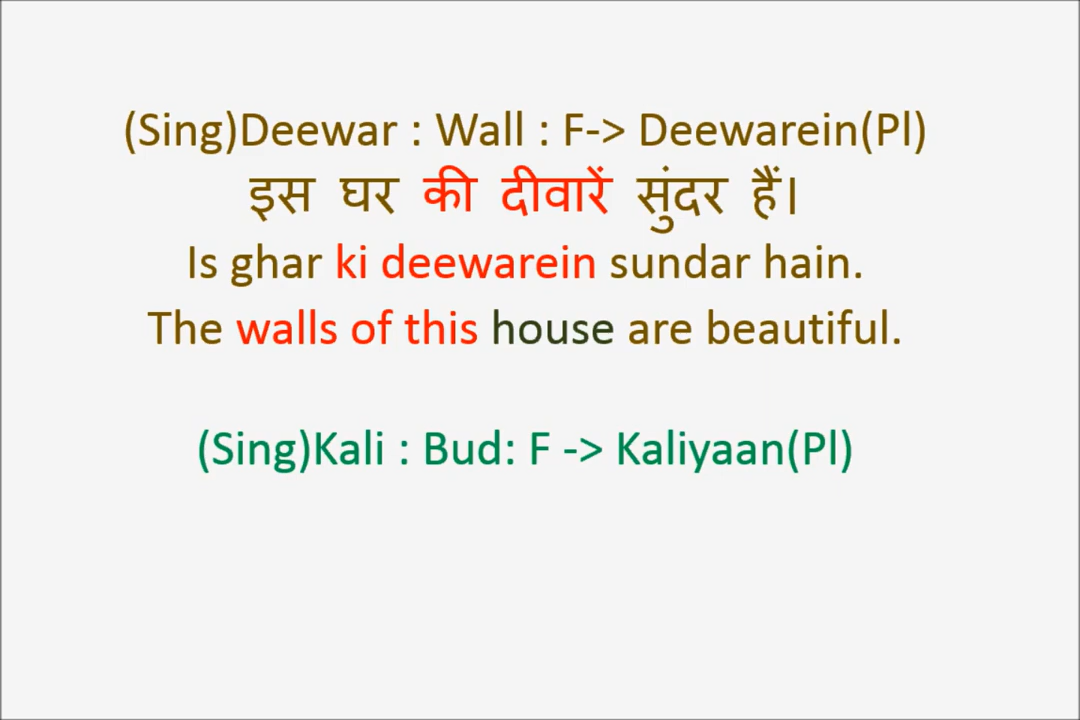 (Sing)Deewar : Wall : F-> Deewarein(Pl)
इस घर की दीवारें सुंदर हैं।
Is ghar ki deewarein sundar hain.
The walls of this house are beautiful.
(Sing)Kali : Bud: F -> Kaliyaan(Pl)